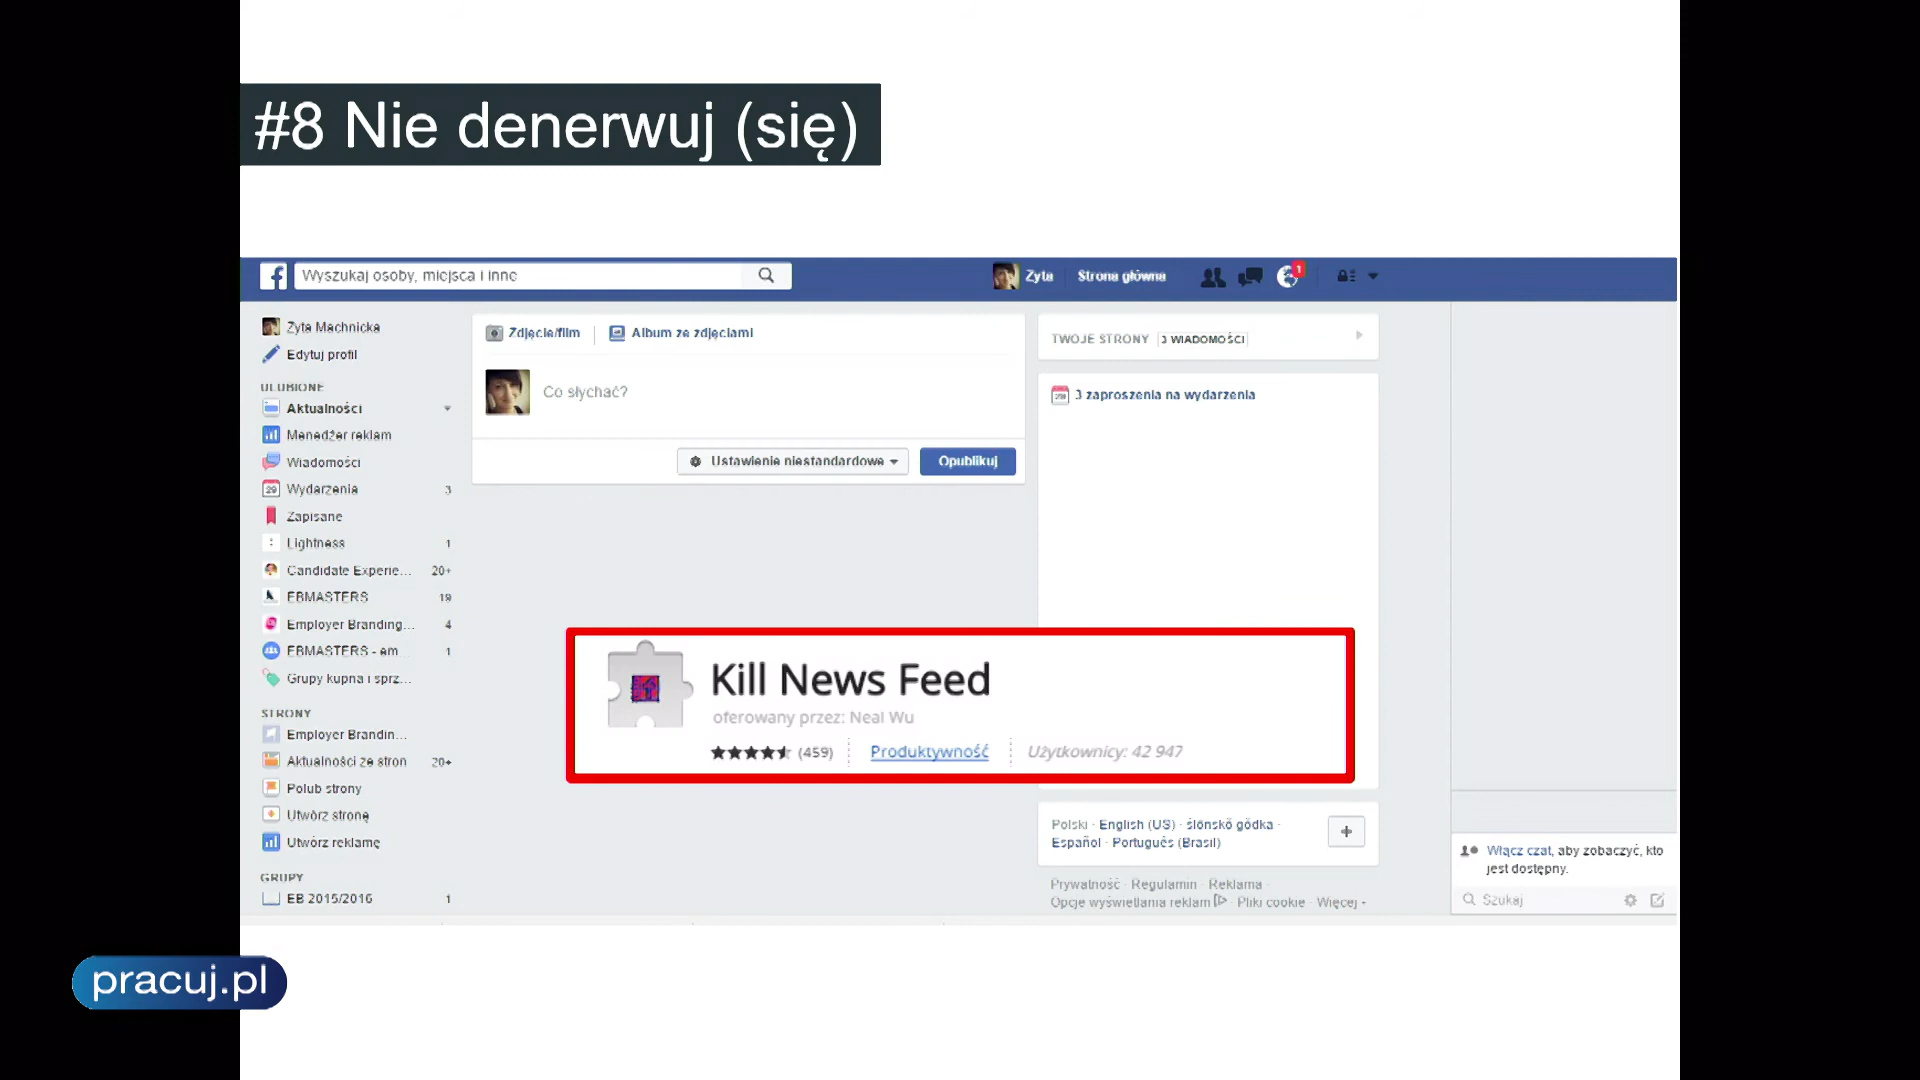 #8 Nie denerwuj (się)
Wyszukaj osoby, miejsca i inne
Zyta
Strona główna
1
Zyta Machnicka
Edytuj profil
ULUBIONE
Aktualności
Menedżer reklam
Wiadomości
Wydarzenia 3
Zapisane
Lightness 1
Candidate Experie... 20+
EBMASTERS 19
Employer Branding... 4
EBMASTERS - em 1
Grupy kupna i sprz...
STRONY
Employer Brandin...
Aktualności ze stron 20+
Polub strony
Utwórz stronę
Utwórz reklamę
GRUPY
EB 2015/2016 1
Zdjęcie/film
Album ze zdjęciami
Co słychać?
Ustawienie niestandardowe
Opublikuj
TWOJE STRONY 3 WIADOMOŚCI
3 zaproszenia na wydarzenia
Kill News Feed
oferowany przez: Neal Wu
(459)
Produktywność
Użytkownicy: 42 947
Polski · English (US) · ślōnskŏ gŏdka ·
Español · Português (Brasil)
+
Prywatność · Regulamin · Reklama ·
Opcje wyświetlania reklam · Pliki cookie · Więcej
Włącz czat, aby zobaczyć, kto
jest dostępny.
Szukaj
pracuj.pl